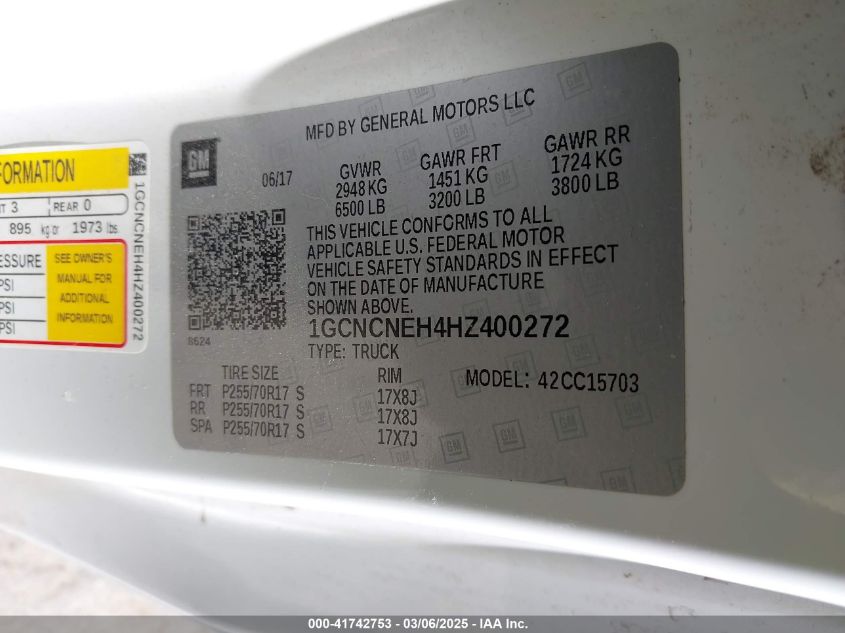 FORMATION
NT 3
REAR 0
895 kg or 1973 lbs.
SEE OWNER'S
MANUAL FOR
ADDITIONAL
INFORMATION
ESSURE
PSI
PSI
PSI
1GCNCNEH4HZ400272
GM
MFD BY GENERAL MOTORS LLC
06/17
GVWR
2948 KG
6500 LB
GAWR FRT
1451 KG
3200 LB
GAWR RR
1724 KG
3800 LB
THIS VEHICLE CONFORMS TO ALL
APPLICABLE U.S. FEDERAL MOTOR
VEHICLE SAFETY STANDARDS IN EFFECT
ON THE DATE OF MANUFACTURE
SHOWN ABOVE.
1GCNCNEH4HZ400272
TYPE: TRUCK
8624
TIRE SIZE
RIM
MODEL: 42CC15703
FRT P255/70R17 S 17X8J
RR P255/70R17 S 17X8J
SPA P255/70R17 S 17X7J
000-41742753 - 03/06/2025 - IAA Inc.